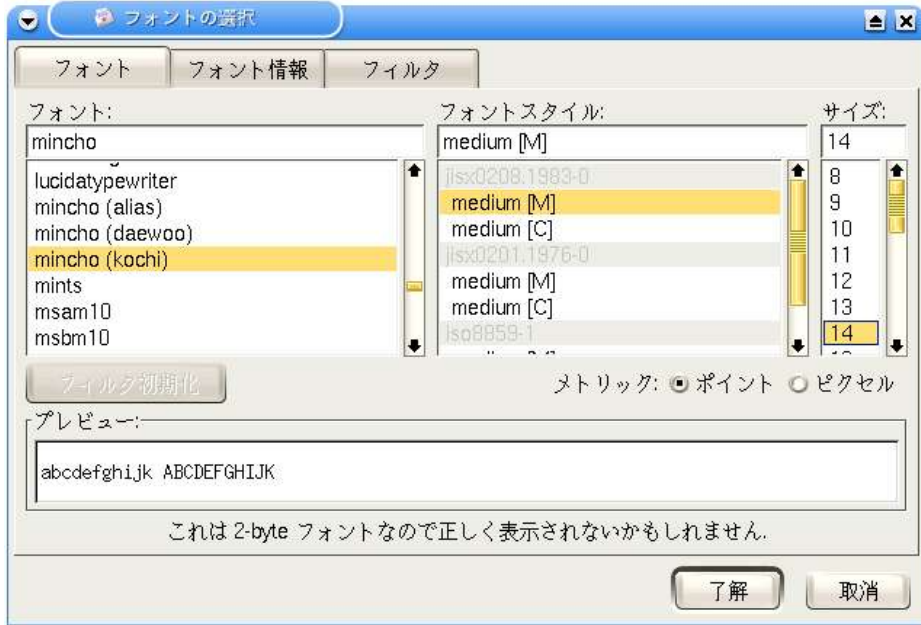 フォントの選択
フォント フォント情報 フィルタ
フォント: フォントスタイル: サイズ:
mincho medium [M] 14
lucidatypewriter jisx0208.1983-0 8
mincho (alias) medium [M] 9
mincho (daewoo) medium [C] 10
mincho (kochi) jisx0201.1976-0 11
mints medium [M] 12
msam10 medium [C] 13
msbm10 iso8859-1 14
フィルタ初期化 メトリック: ポイント ピクセル
プレビュー:
abcdefghijk ABCDEFGHIJK
これは 2-byte フォントなので正しく表示されないかもしれません.
了解 取消